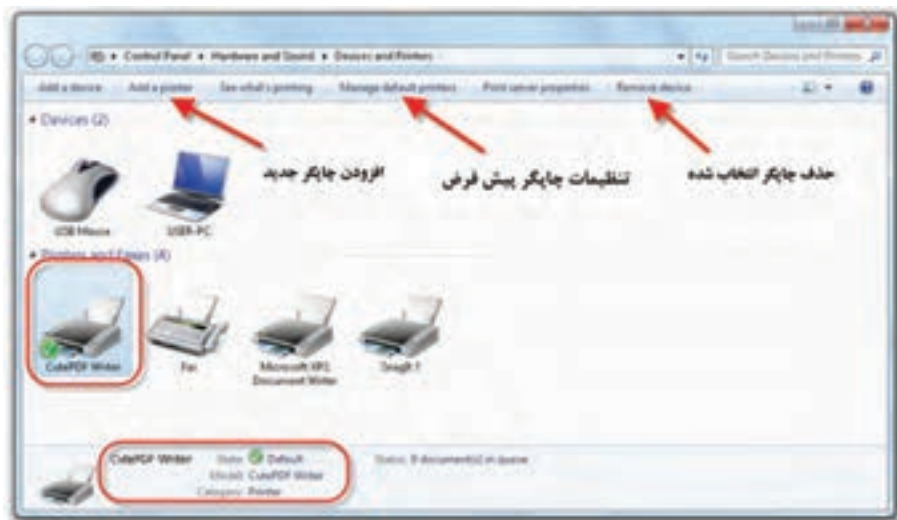 Control Panel ▸ Hardware and Sound ▸ Devices and Printers
Search Devices and Printers
Add a device Add a printer See what's printing Manage default printers Print server properties Remove device
Devices (2)
افزودن چاپگر جدید
تنظیمات چاپگر پیش فرض
حذف چاپگر انتخاب شده
USB Mouse
USER-PC
Printers and Faxes (4)
CutePDF Writer
Fax
Microsoft XPS
Document Writer
SnagIt 7
CutePDF Writer State: Default Status: 0 document(s) in queue
Model: CutePDF Writer
Category: Printer